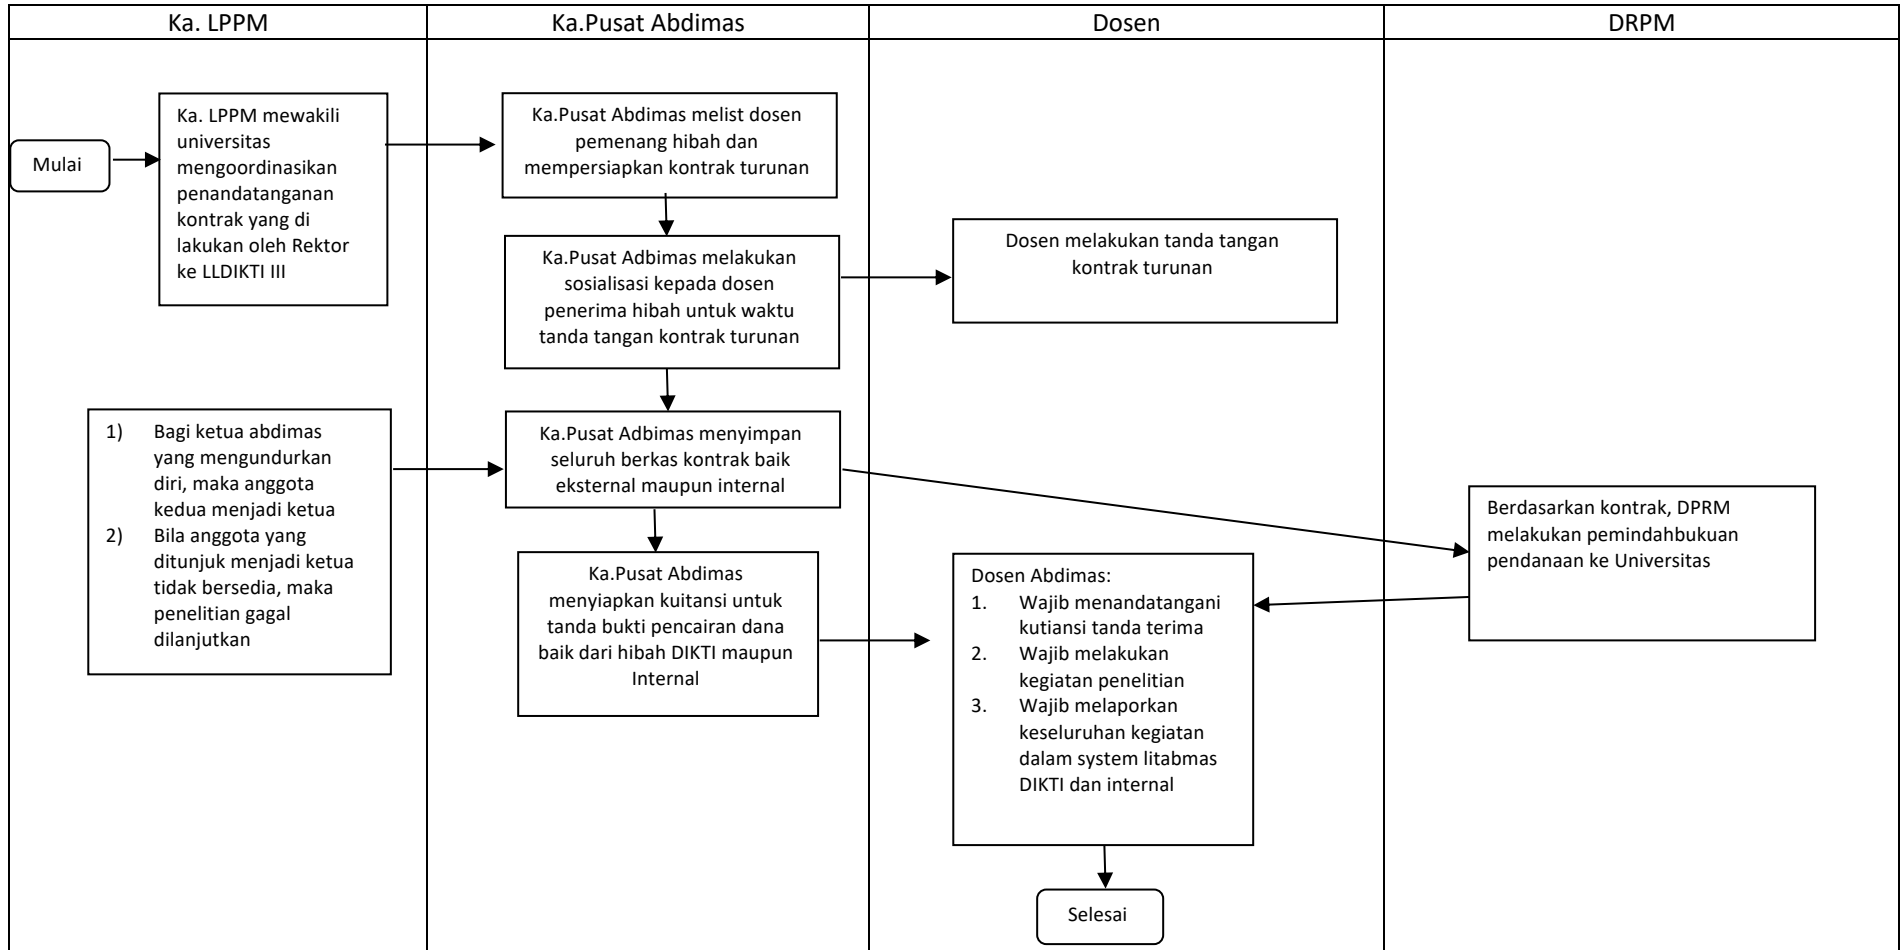 Ka. LPPM
Ka.Pusat Abdimas
Dosen
DRPM
Mulai
Ka. LPPM mewakili
universitas
mengoordinasikan
penandatanganan
kontrak yang di
lakukan oleh Rektor
ke LLDIKTI III
Ka.Pusat Abdimas melist dosen
pemenang hibah dan
mempersiapkan kontrak turunan
Ka.Pusat Adbimas melakukan
sosialisasi kepada dosen
penerima hibah untuk waktu
tanda tangan kontrak turunan
Dosen melakukan tanda tangan
kontrak turunan
1) Bagi ketua abdimas
yang mengundurkan
diri, maka anggota
kedua menjadi ketua
2) Bila anggota yang
ditunjuk menjadi ketua
tidak bersedia, maka
penelitian gagal
dilanjutkan
Ka.Pusat Adbimas menyimpan
seluruh berkas kontrak baik
eksternal maupun internal
Berdasarkan kontrak, DPRM
melakukan pemindahbukuan
pendanaan ke Universitas
Ka.Pusat Abdimas
menyiapkan kuitansi untuk
tanda bukti pencairan dana
baik dari hibah DIKTI maupun
Internal
Dosen Abdimas:
1. Wajib menandatangani
kutiansi tanda terima
2. Wajib melakukan
kegiatan penelitian
3. Wajib melaporkan
keseluruhan kegiatan
dalam system litabmas
DIKTI dan internal
Selesai